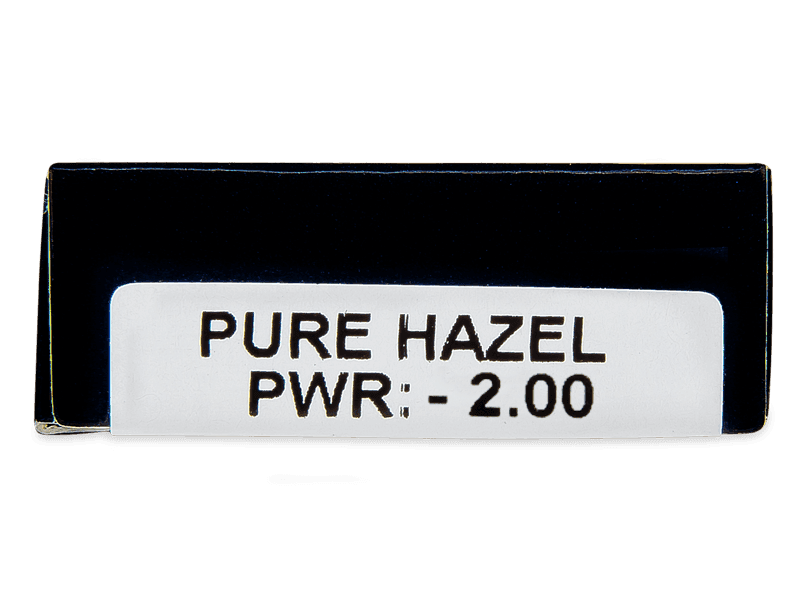 PURE HAZEL
PWR: - 2.00